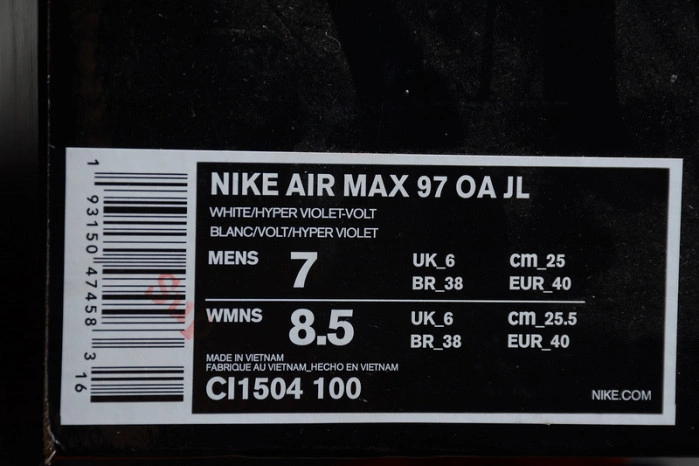 NIKE AIR MAX 97 OA JL
WHITE/HYPER VIOLET-VOLT
BLANC/VOLT/HYPER VIOLET
MENS 7 UK_6 cm_25
BR_38 EUR_40
WMNS 8.5 UK_6 cm_25.5
BR_38 EUR_40
MADE IN VIETNAM
FABRIQUE AU VIETNAM_HECHO EN VIETNAM
CI1504 100
NIKE.COM
1 93150 47458 3 16
Sup